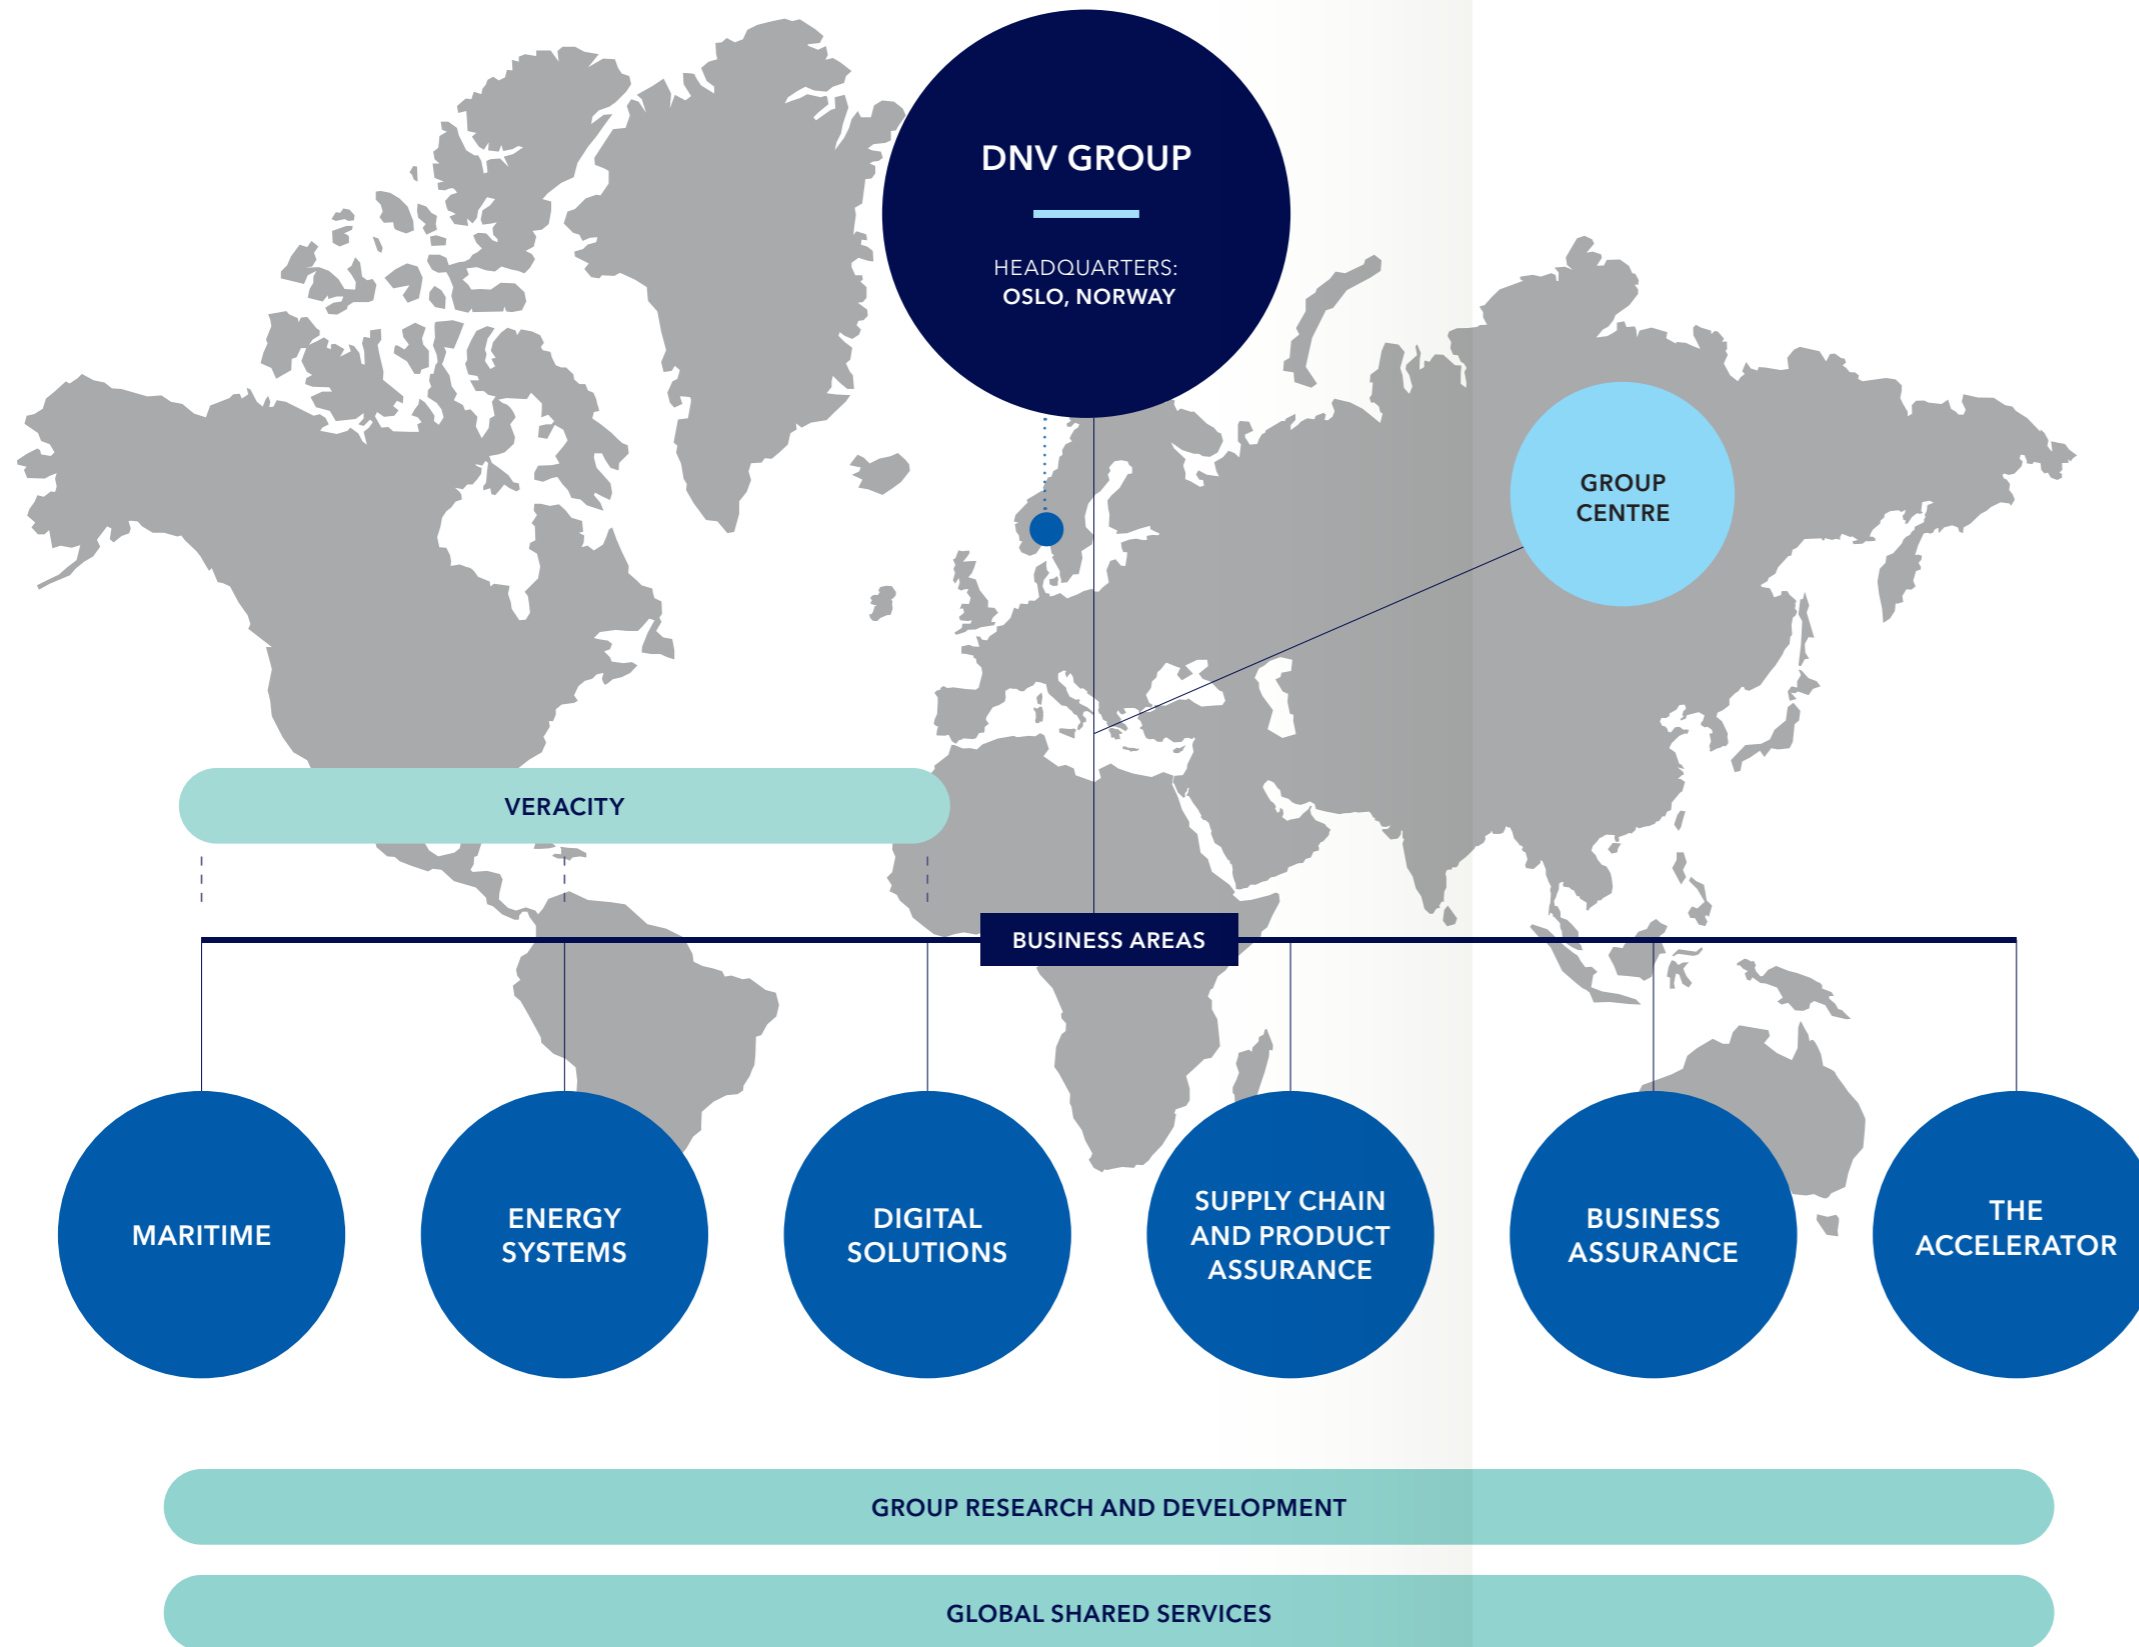 DNV GROUP
HEADQUARTERS:
OSLO, NORWAY
GROUP
CENTRE
VERACITY
BUSINESS AREAS
MARITIME
ENERGY
SYSTEMS
DIGITAL
SOLUTIONS
SUPPLY CHAIN
AND PRODUCT
ASSURANCE
BUSINESS
ASSURANCE
THE
ACCELERATOR
GROUP RESEARCH AND DEVELOPMENT
GLOBAL SHARED SERVICES